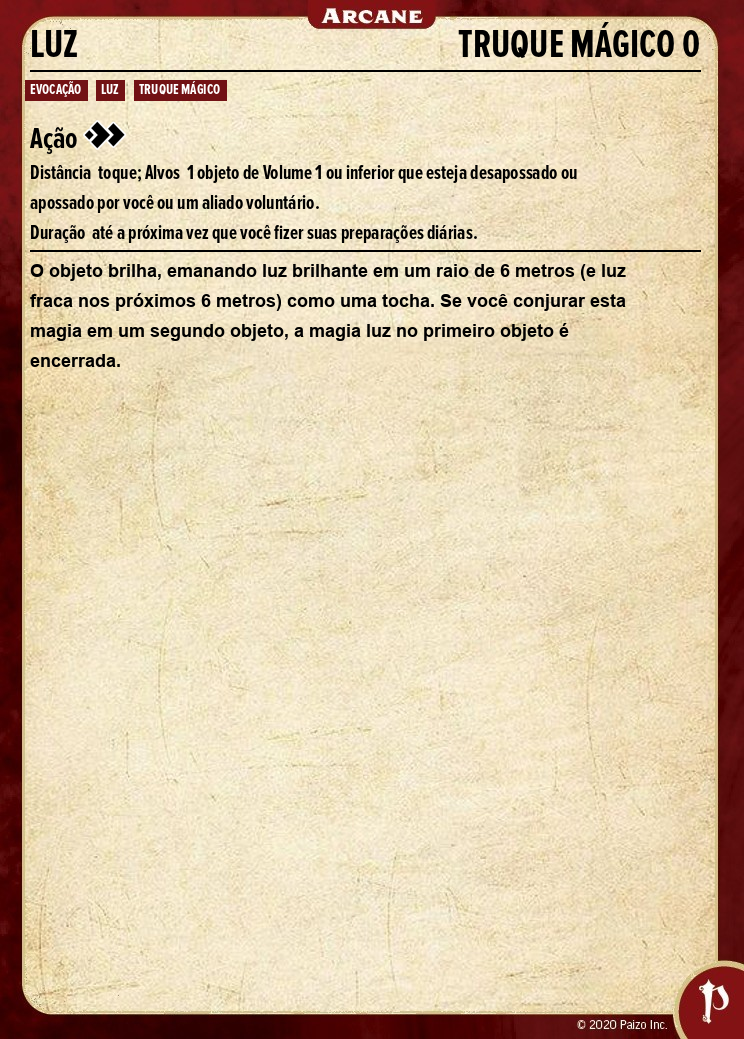 ARCANE
LUZ TRUQUE MÁGICO 0
EVOCAÇÃO LUZ TRUQUE MÁGICO
Ação
Distância toque; Alvos 1 objeto de Volume 1 ou inferior que esteja desapossado ou
apossado por você ou um aliado voluntário.
Duração até a próxima vez que você fizer suas preparações diárias.
O objeto brilha, emanando luz brilhante em um raio de 6 metros (e luz
fraca nos próximos 6 metros) como uma tocha. Se você conjurar esta
magia em um segundo objeto, a magia luz no primeiro objeto é
encerrada.
© 2020 Paizo Inc.
P